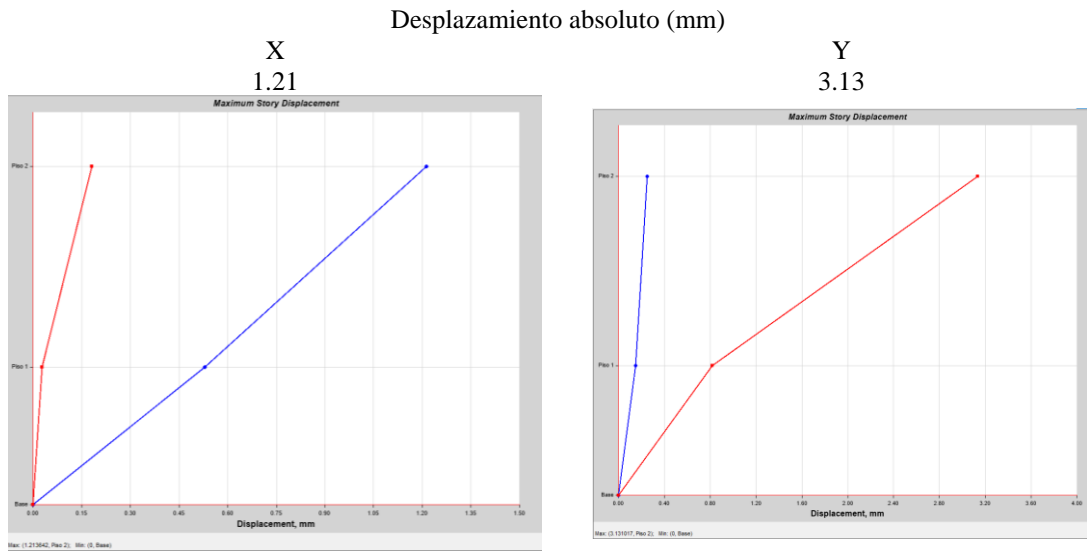 Desplazamiento absoluto (mm)
X
Y
1.21
3.13
Maximum Story Displacement
Piso 2
Piso 1
Base
0.00 0.15 0.30 0.45 0.60 0.75 0.90 1.05 1.20 1.35 1.50
Displacement, mm
Max: (1.213642, Piso 2); Min: (0, Base)
Maximum Story Displacement
Piso 2
Piso 1
Base
0.00 0.40 0.80 1.20 1.60 2.00 2.40 2.80 3.20 3.60 4.00
Displacement, mm
Max: (3.131017, Piso 2); Min: (0, Base)